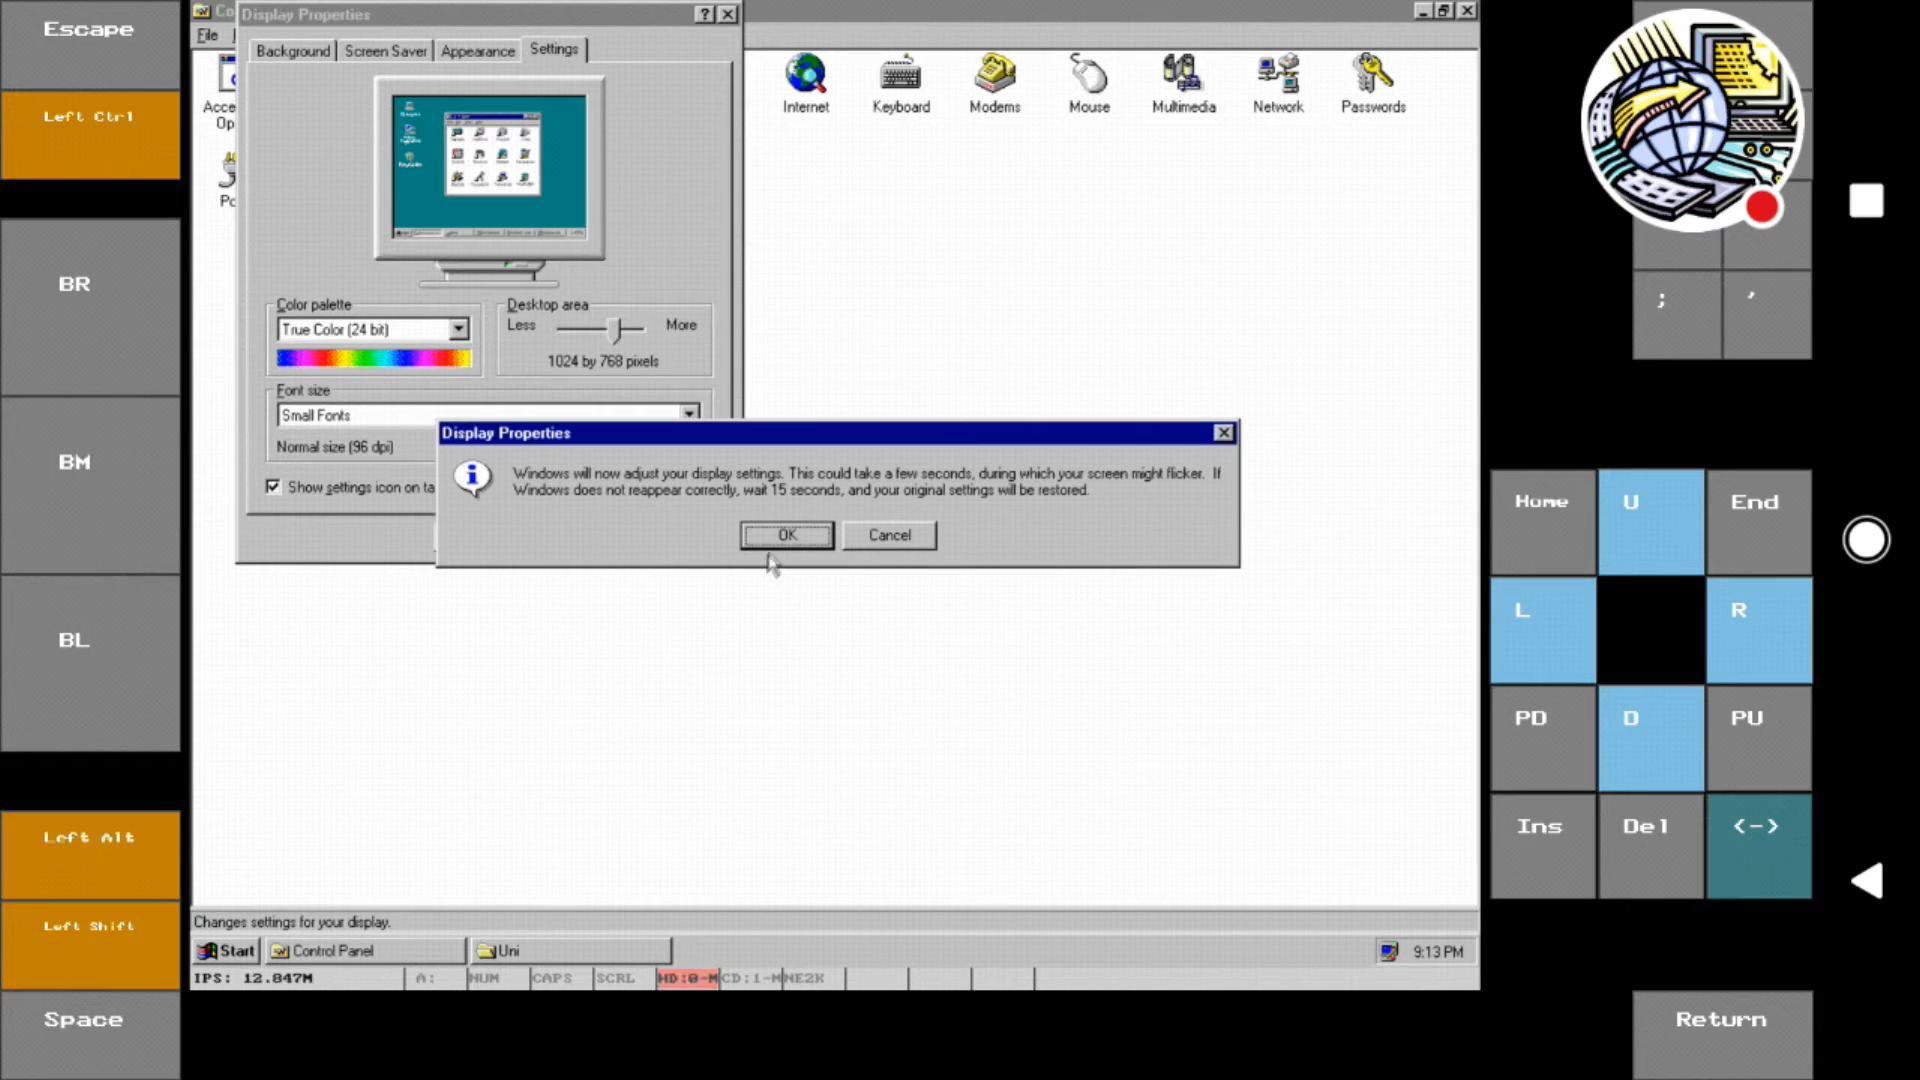 Escape
Left Ctrl
BR
BM
BL
Left Alt
Left Shift
Space
Display Properties
File
Background
Screen Saver
Appearance
Settings
Internet
Keyboard
Modems
Mouse
Multimedia
Network
Passwords
Color palette
True Color (24 bit)
Desktop area
Less
More
1024 by 768 pixels
Font size
Small Fonts
Normal size (96 dpi)
Show settings icon on ta
Display Properties
Windows will now adjust your display settings. This could take a few seconds, during which your screen might flicker. If
Windows does not reappear correctly, wait 15 seconds, and your original settings will be restored.
OK
Cancel
Changes settings for your display.
Start
Control Panel
Uni
9:13 PM
IPS: 12.847M
A:
NUM
CAPS
SCRL
HD:0-M
CD:1-M
NE2K
;
'
Home
U
End
L
R
PD
D
PU
Ins
Del
<->
Return